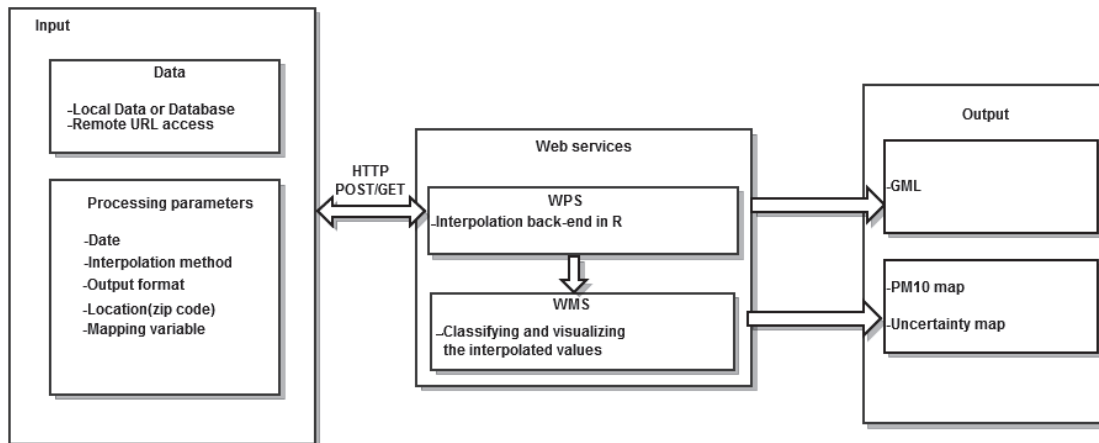 Input
Data
-Local Data or Database
-Remote URL access
Processing parameters
-Date
-Interpolation method
-Output format
-Location(zip code)
-Mapping variable
HTTP
POST/GET
Web services
WPS
-Interpolation back-end in R
WMS
-Classifying and visualizing
the interpolated values
Output
-GML
-PM10 map
-Uncertainty map